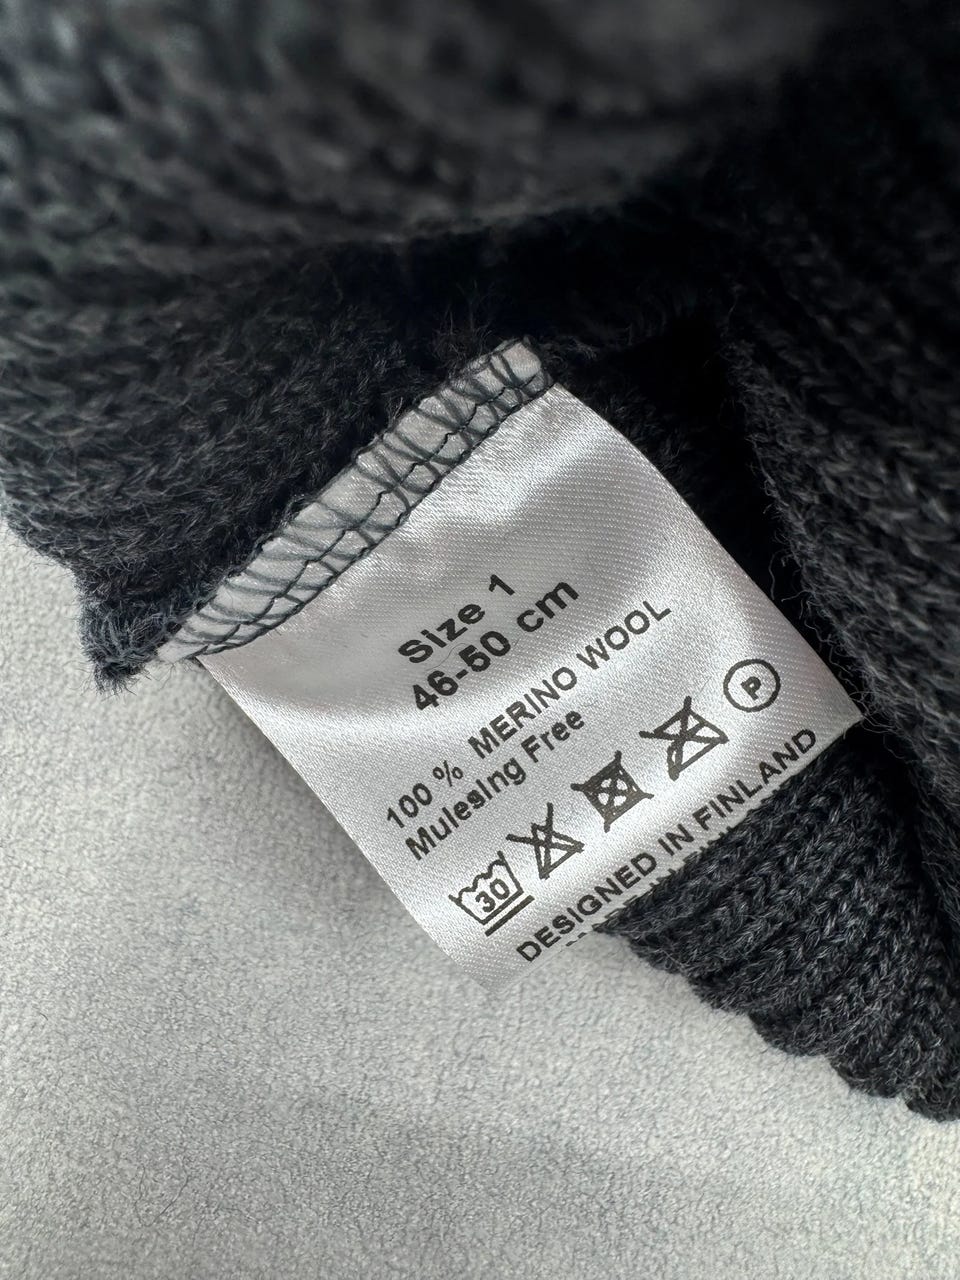 Size 1
46-50 cm
100 % MERINO WOOL
Mulesing Free
30 P
DESIGNED IN FINLAND